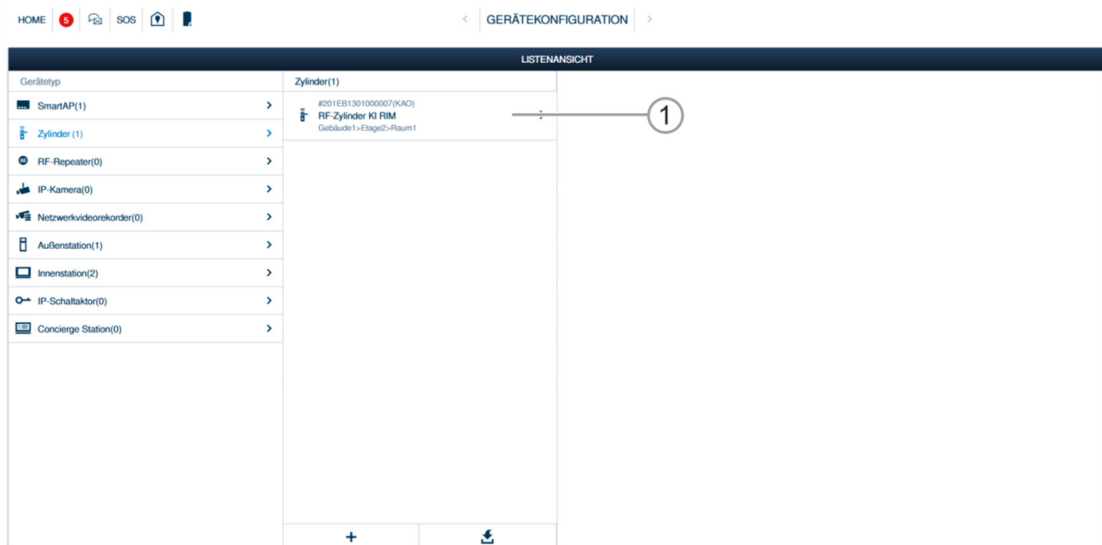 HOME 5 SOS
GERÄTEKONFIGURATION
LISTENANSICHT
Gerätetyp
SmartAP(1)
Zylinder (1)
RF-Repeater(0)
IP-Kamera(0)
Netzwerkvideorekorder(0)
Außenstation(1)
Innenstation(2)
IP-Schaltaktor(0)
Concierge Station(0)
Zylinder(1)
#201EB1301000007(KAO)
RF-Zylinder KI RIM
Gebäude1>Etage2>Raum1
1